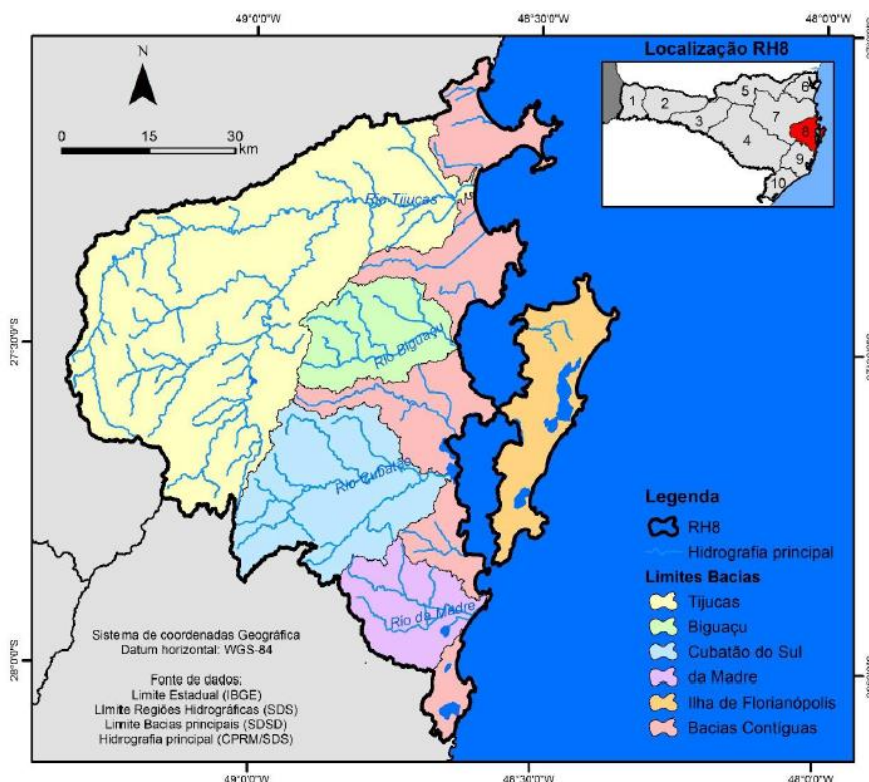 49°0'0"W
48°30'0"W
48°0'0"W
Localização RH8
1
2
3
4
5
6
7
8
9
10
N
0
15
30
km
Rio Tijucas
27°30'0"S
Rio Biguaçu
Rio Cubatão
Rio da Madre
Legenda
RH8
Hidrografia principal
Limites Bacias
Tijucas
Biguaçu
Cubatão do Sul
da Madre
Ilha de Florianópolis
Bacias Contíguas
28°0'0"S
Sistema de coordenadas Geográfica
Datum horizontal: WGS-84
Fonte de dados:
Limite Estadual (IBGE)
Límite Regiões Hidrográficas (SDS)
Limite Bacias principais (SDSD)
Hidrografia principal (CPRM/SDS)
49°0'0"W
48°30'0"W
48°0'0"W